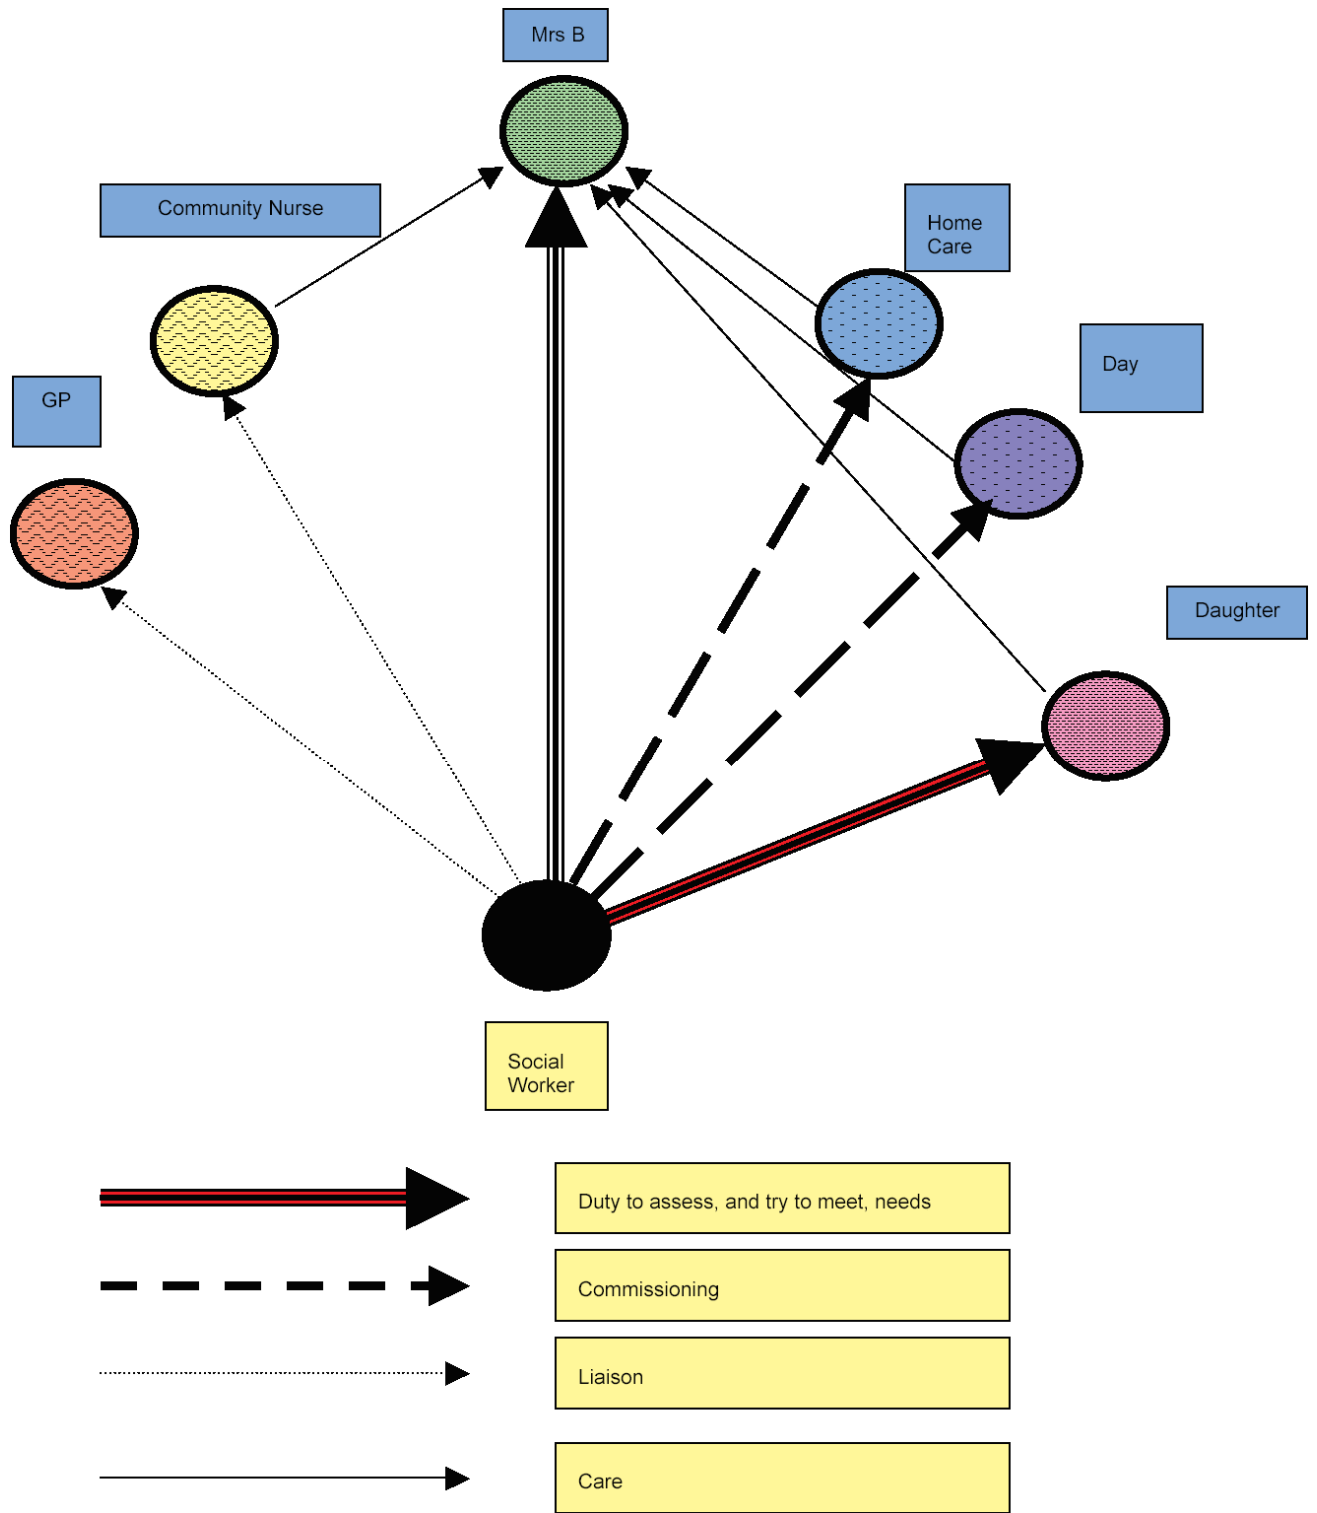 Mrs B
Community Nurse
Home
Care
Day
GP
Daughter
Social
Worker
Duty to assess, and try to meet, needs
Commissioning
Liaison
Care